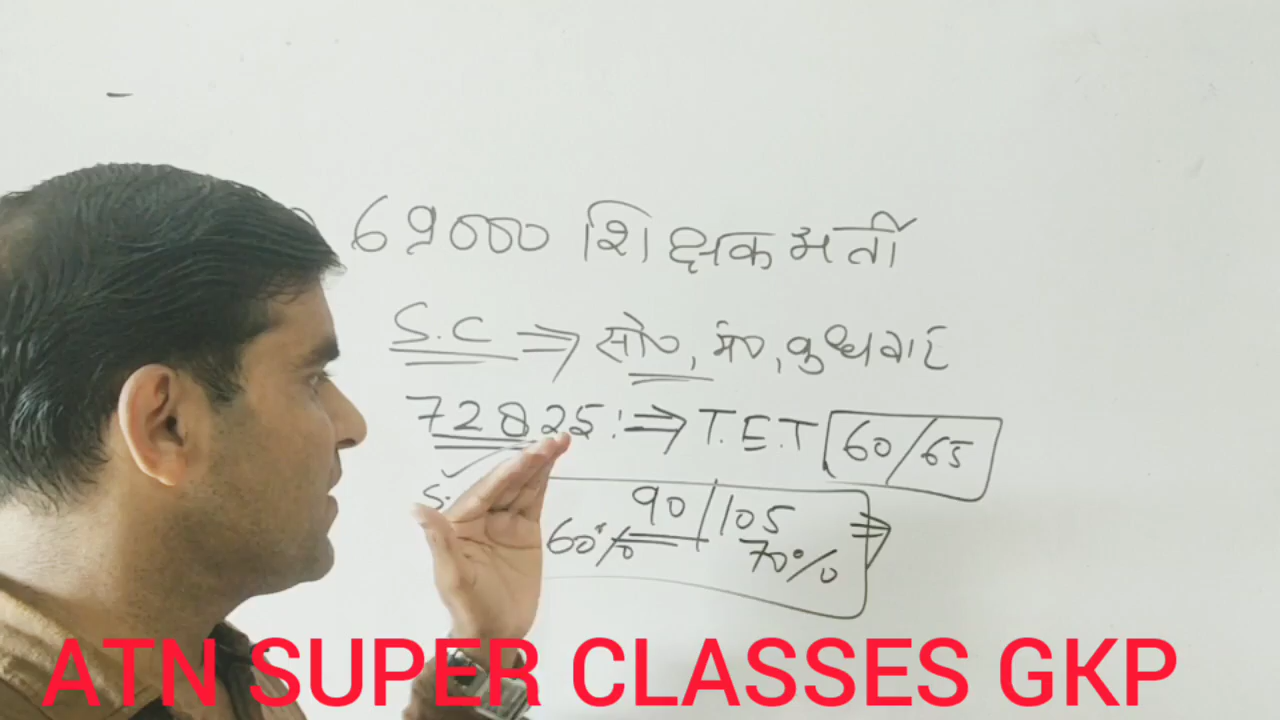 69000 शिक्षक भर्ती
S.C ⇒ सो०, मं०, बुधवार
72825: ⇒ T.E.T 60/65
S. 90/105
60% 70% ⇒
ATN SUPER CLASSES GKP